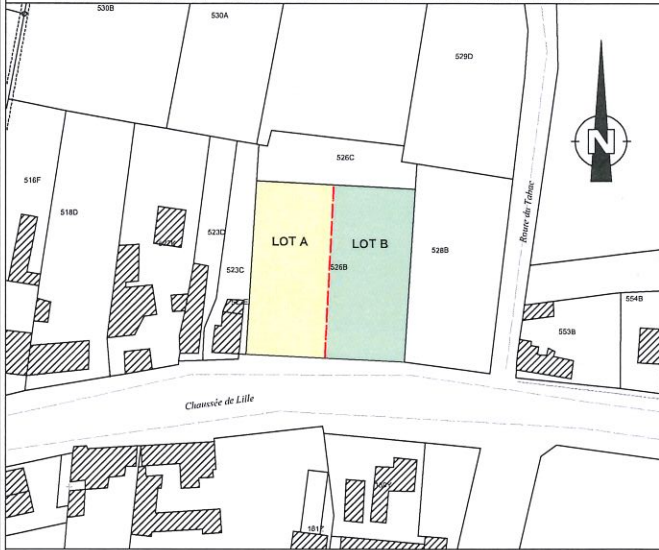 530B
530A
529D
N
526C
516F
518D
Route du Tabac
523D
LOT A
LOT B
528B
523C
526B
554B
553B
Chaussée de Lille